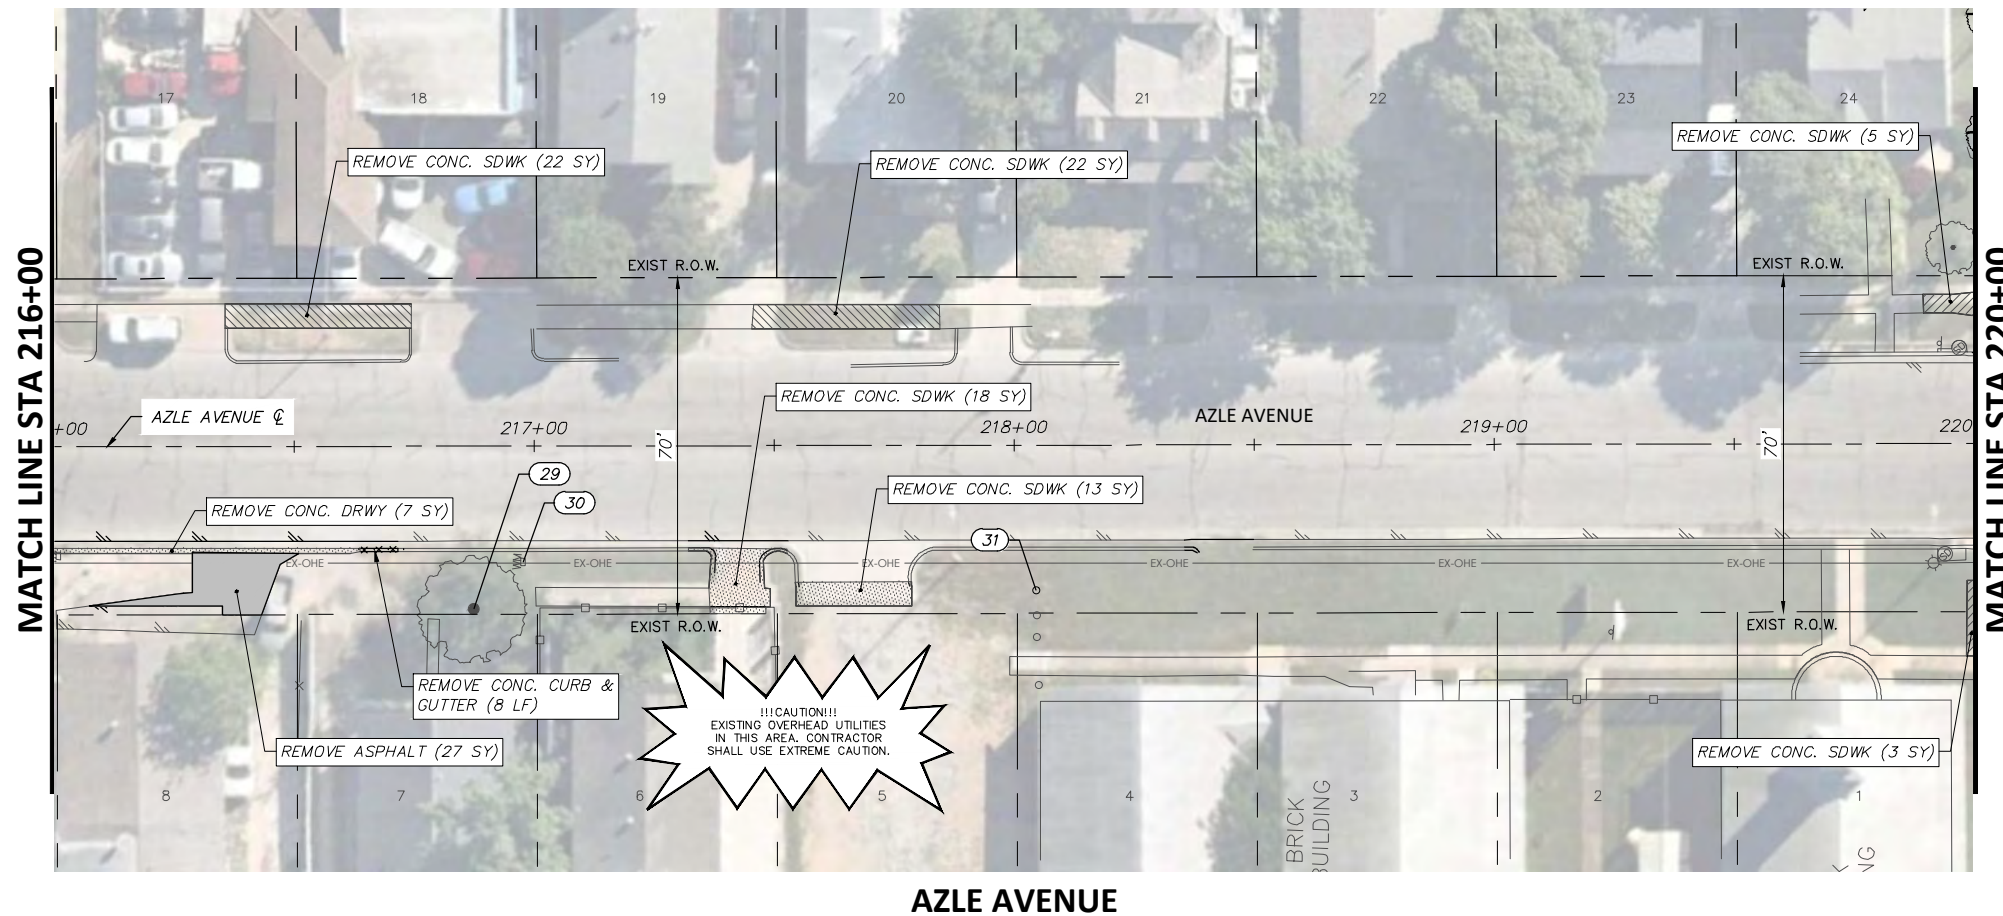 17
18
19
20
21
22
23
24
REMOVE CONC. SDWK (22 SY)
REMOVE CONC. SDWK (22 SY)
REMOVE CONC. SDWK (5 SY)
EXIST R.O.W.
EXIST R.O.W.
MATCH LINE STA 216+00
MATCH LINE STA 220+00
REMOVE CONC. SDWK (18 SY)
AZLE AVENUE ℄
AZLE AVENUE
+00
217+00
218+00
219+00
220
70'
70'
29
30
REMOVE CONC. SDWK (13 SY)
REMOVE CONC. DRWY (7 SY)
31
WM
EX-OHE
EX-OHE
EX-OHE
EX-OHE
EX-OHE
EX-OHE
EXIST R.O.W.
EXIST R.O.W.
REMOVE CONC. CURB &
GUTTER (8 LF)
!!!CAUTION!!!
EXISTING OVERHEAD UTILITIES
IN THIS AREA. CONTRACTOR
SHALL USE EXTREME CAUTION.
REMOVE ASPHALT (27 SY)
REMOVE CONC. SDWK (3 SY)
8
7
6
5
4
3
2
1
BRICK
BUILDING
K
NG
AZLE AVENUE